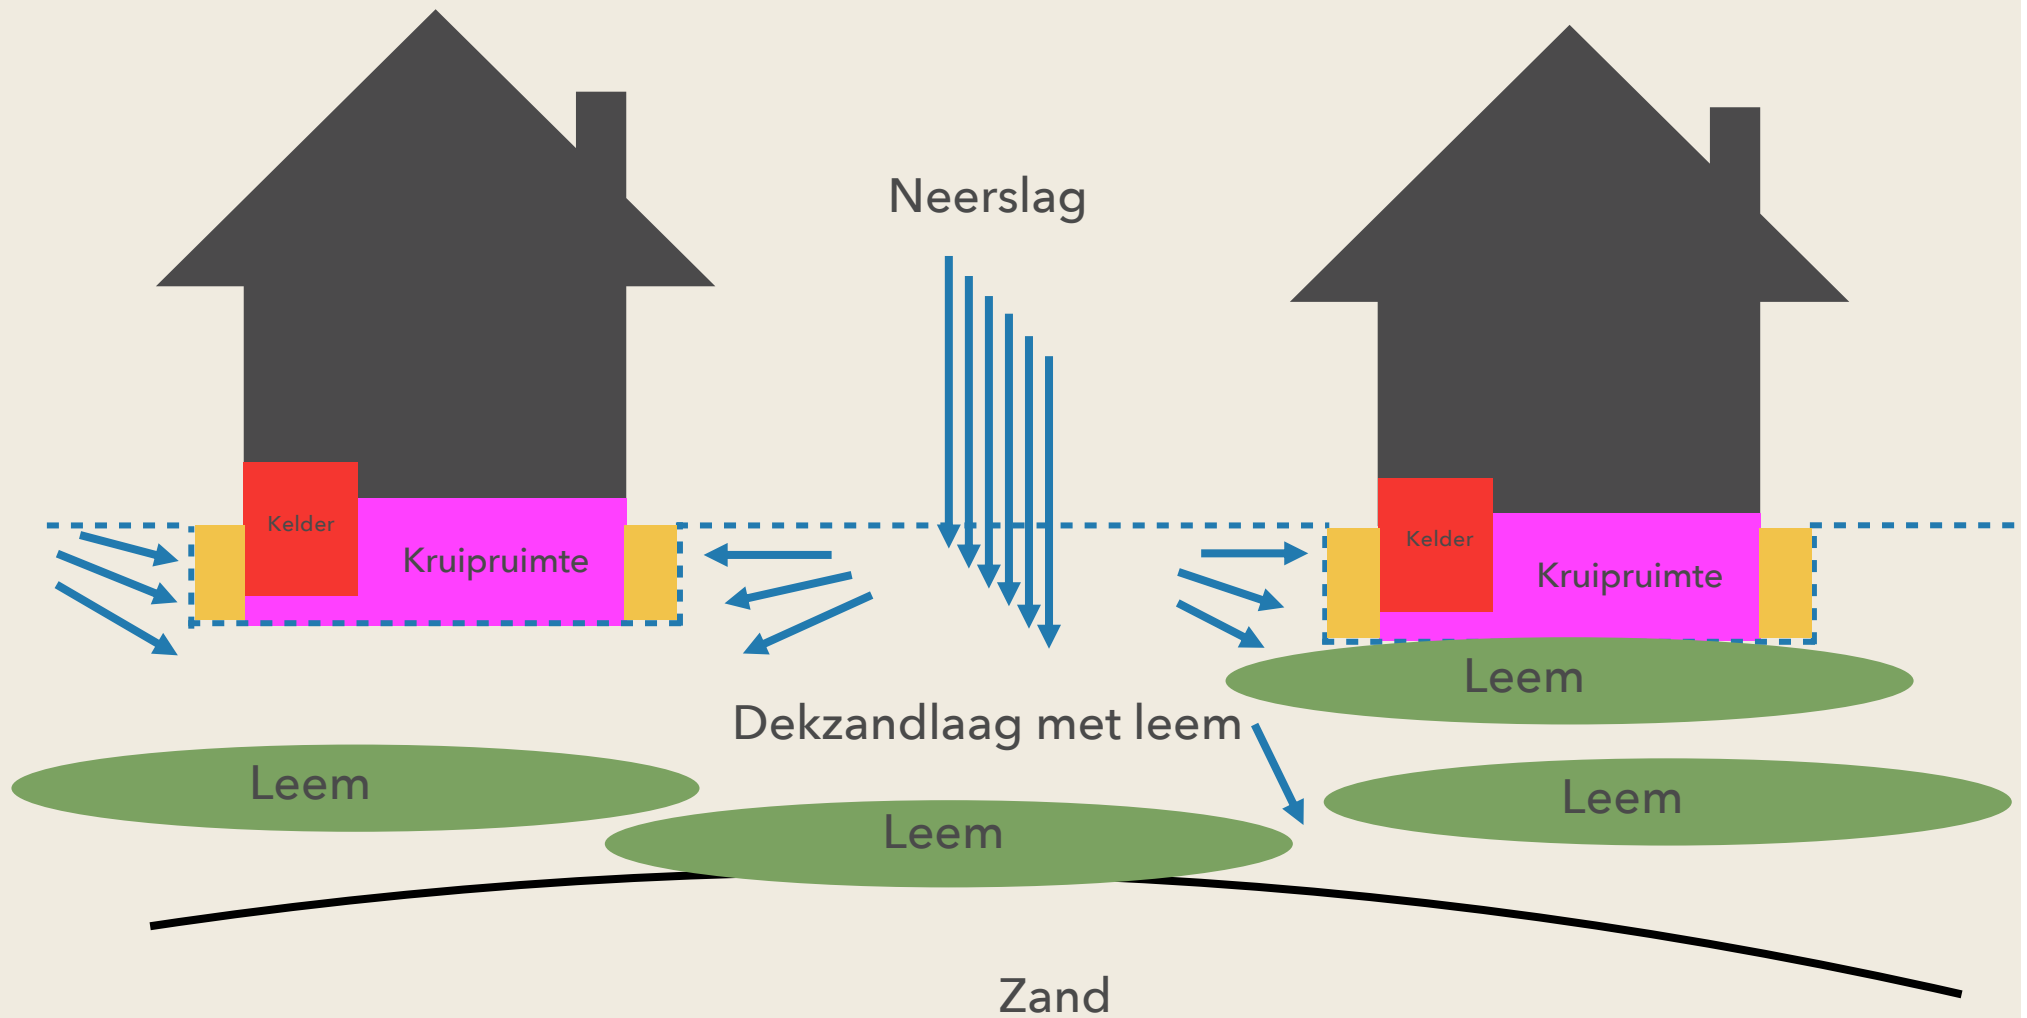 Neerslag
Kelder
Kruipruimte
Kelder
Kruipruimte
Leem
Dekzandlaag met leem
Leem
Leem
Leem
Zand